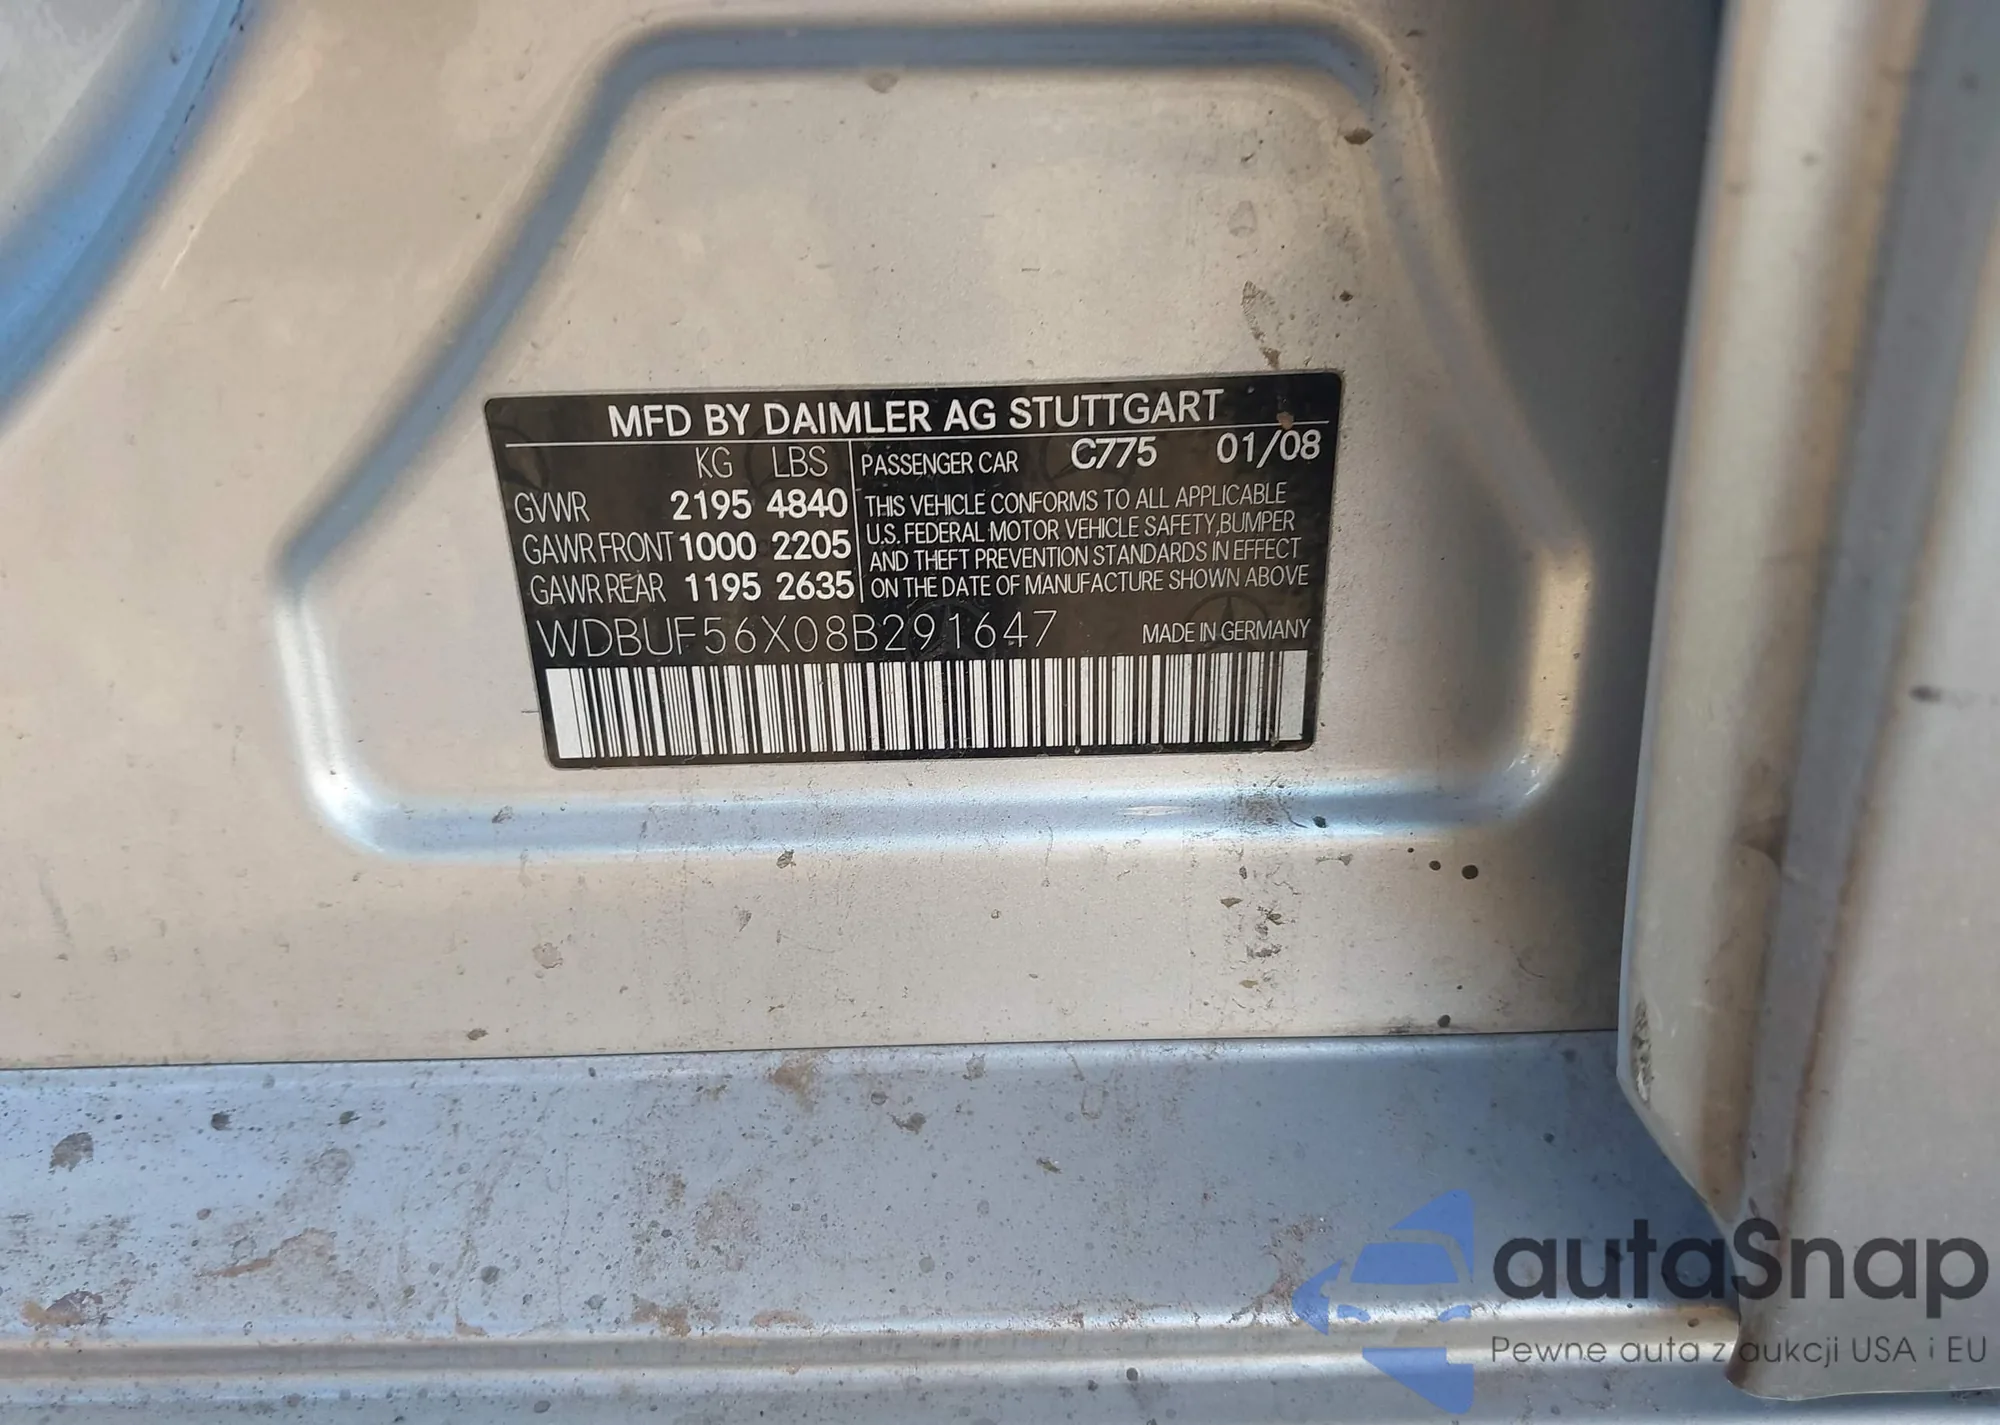 MFD BY DAIMLER AG STUTTGART
KG LBS
GVWR 2195 4840
GAWR FRONT 1000 2205
GAWR REAR 1195 2635
PASSENGER CAR C775 01/08
THIS VEHICLE CONFORMS TO ALL APPLICABLE
U.S. FEDERAL MOTOR VEHICLE SAFETY, BUMPER
AND THEFT PREVENTION STANDARDS IN EFFECT
ON THE DATE OF MANUFACTURE SHOWN ABOVE
WDBUF56X08B291647 MADE IN GERMANY
autaSnap
Pewne auta z aukcji USA i EU